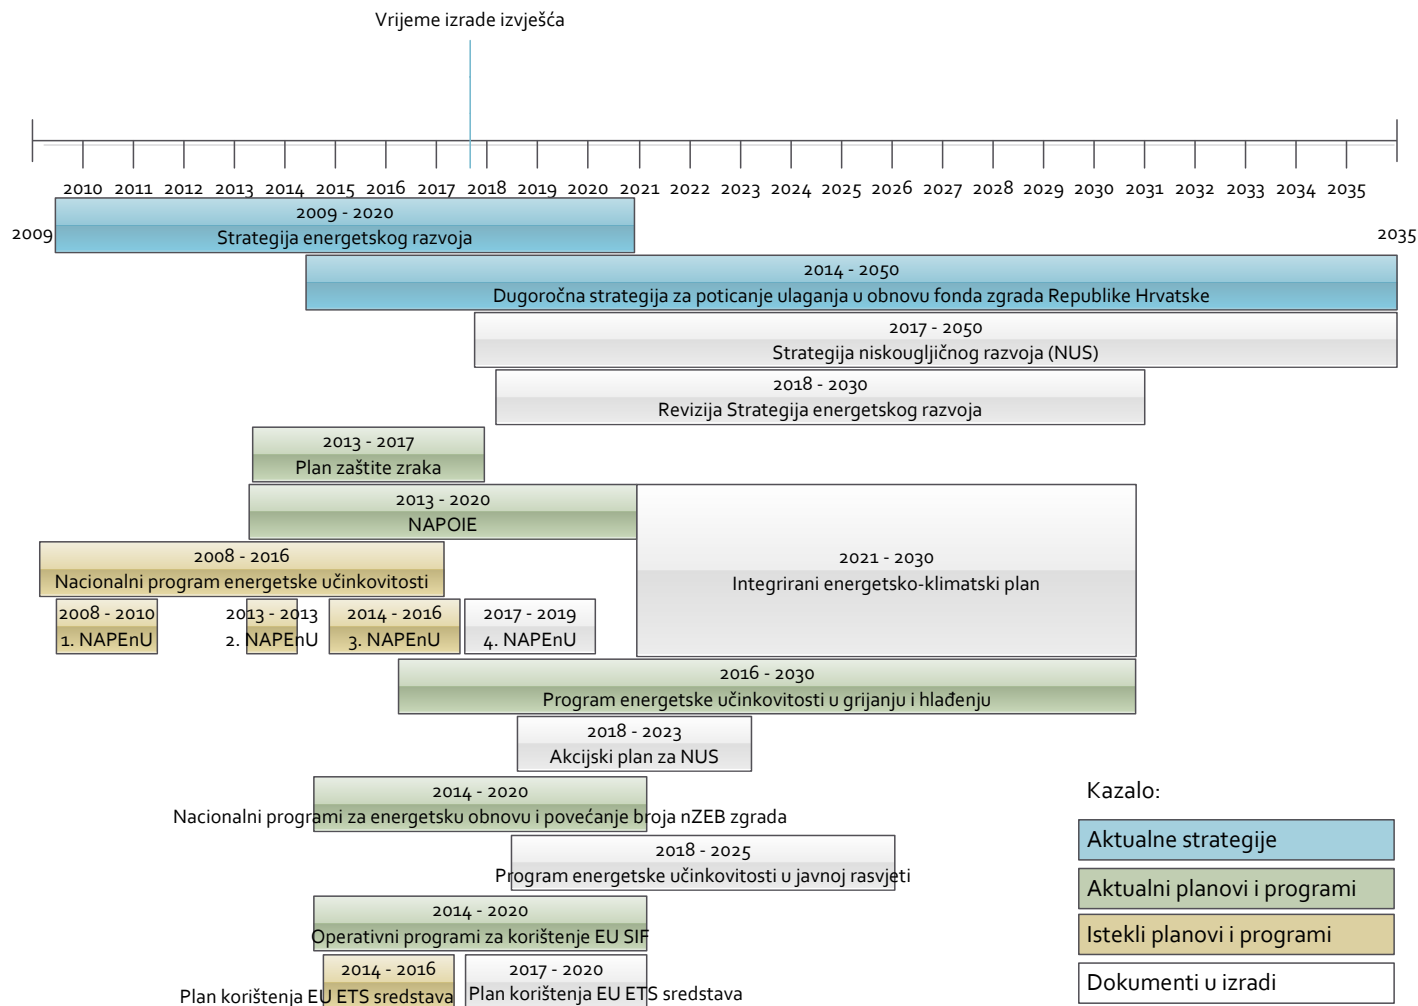 Vrijeme izrade izvješća
2010 2011 2012 2013 2014 2015 2016 2017 2018 2019 2020 2021 2022 2023 2024 2025 2026 2027 2028 2029 2030 2031 2032 2033 2034 2035
2009
2035
2009 - 2020
Strategija energetskog razvoja
2014 - 2050
Dugoročna strategija za poticanje ulaganja u obnovu fonda zgrada Republike Hrvatske
2017 - 2050
Strategija niskougljičnog razvoja (NUS)
2018 - 2030
Revizija Strategija energetskog razvoja
2013 - 2017
Plan zaštite zraka
2013 - 2020
NAPOIE
2021 - 2030
Integrirani energetsko-klimatski plan
2008 - 2016
Nacionalni program energetske učinkovitosti
2008 - 2010
1. NAPEnU
2013 - 2013
2. NAPEnU
2014 - 2016
3. NAPEnU
2017 - 2019
4. NAPEnU
2016 - 2030
Program energetske učinkovitosti u grijanju i hlađenju
2018 - 2023
Akcijski plan za NUS
2014 - 2020
Nacionalni programi za energetsku obnovu i povećanje broja nZEB zgrada
2018 - 2025
Program energetske učinkovitosti u javnoj rasvjeti
2014 - 2020
Operativni programi za korištenje EU SIF
2014 - 2016
Plan korištenja EU ETS sredstava
2017 - 2020
Plan korištenja EU ETS sredstava
Kazalo:
Aktualne strategije
Aktualni planovi i programi
Istekli planovi i programi
Dokumenti u izradi